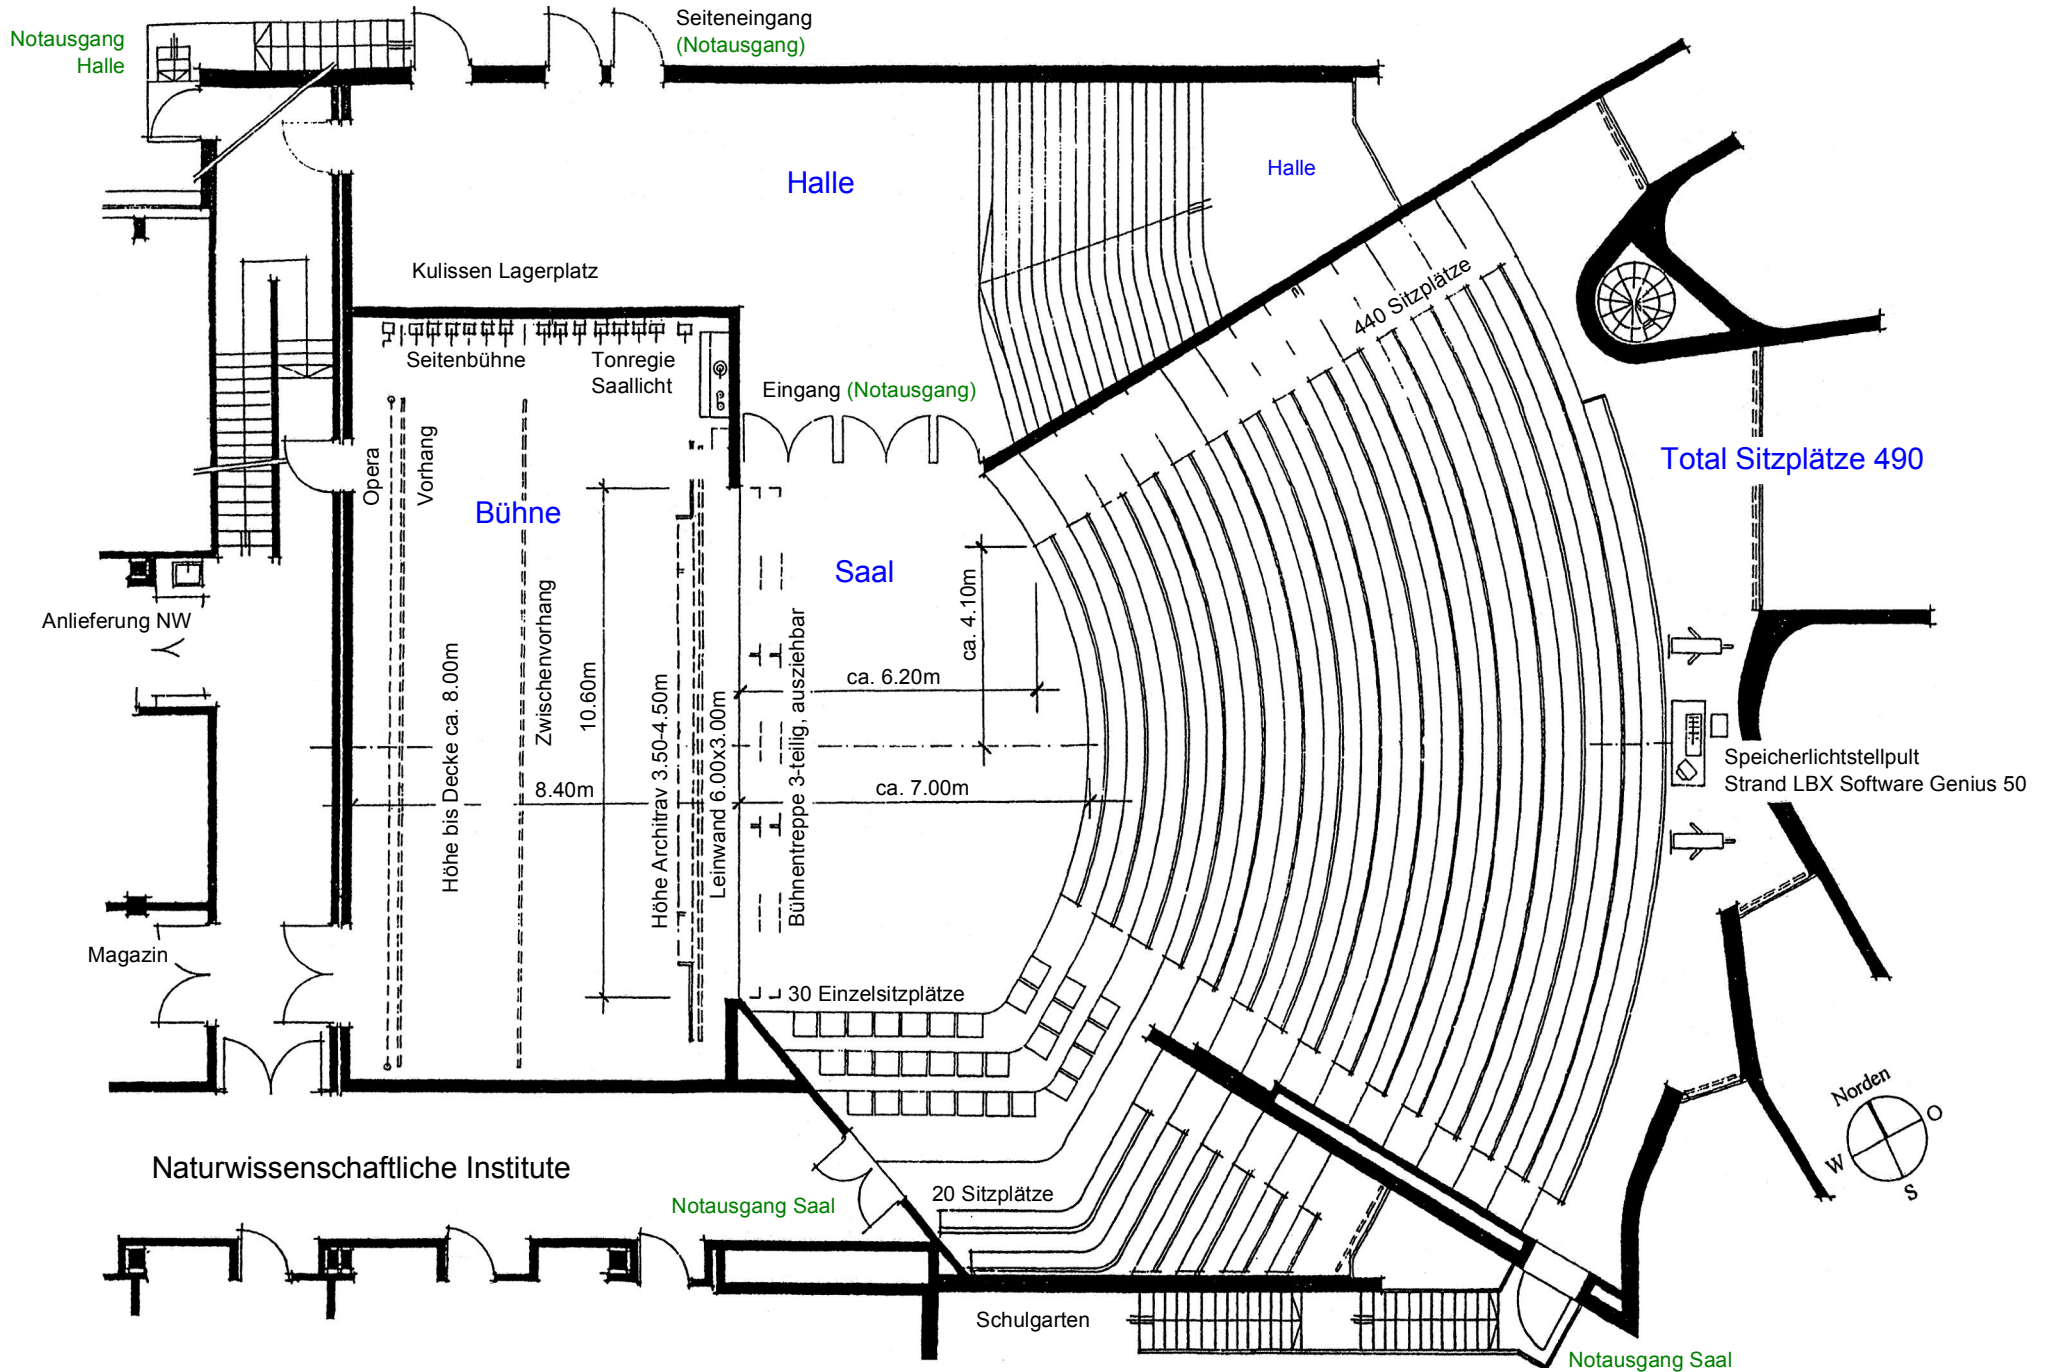 Notausgang
Halle
Seiteneingang
(Notausgang)
Halle
Halle
Kulissen Lagerplatz
Seitenbühne
Tonregie
Saallicht
Eingang (Notausgang)
440 Sitzplätze
Total Sitzplätze 490
Opera
Vorhang
Bühne
Saal
Anlieferung NW
Höhe bis Decke ca. 8.00m
Zwischenvorhang
10.60m
8.40m
Höhe Architrav 3.50-4.50m
Leinwand 6.00x3.00m
Bühnentreppe 3-teilig, ausziehbar
ca. 4.10m
ca. 6.20m
ca. 7.00m
Speicherlichtstellpult
Strand LBX Software Genius 50
Magazin
30 Einzelsitzplätze
Norden
O
W
S
Naturwissenschaftliche Institute
Notausgang Saal
20 Sitzplätze
Schulgarten
Notausgang Saal